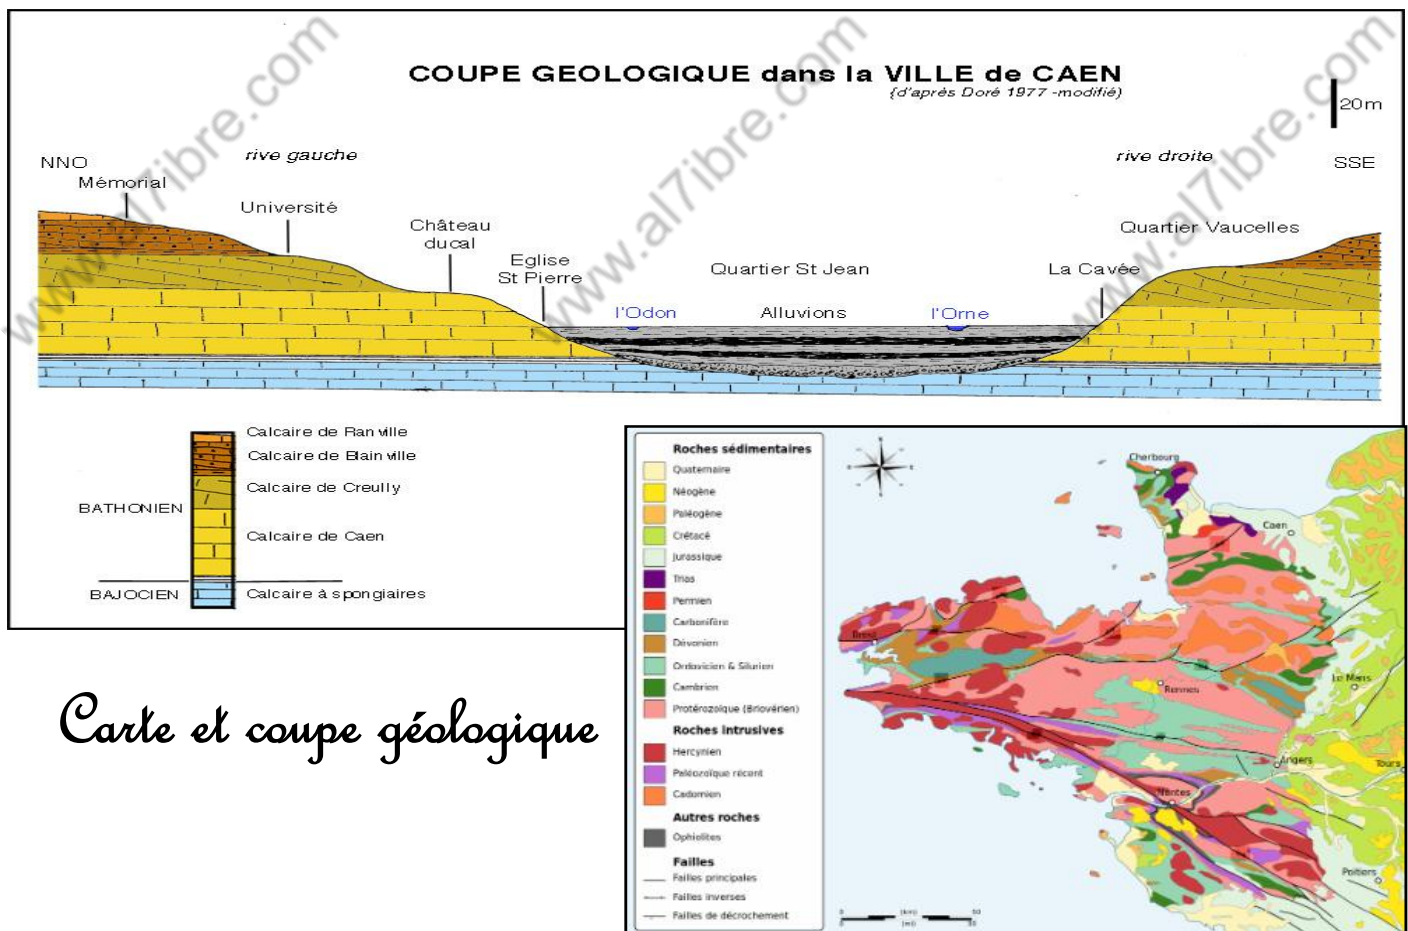 COUPE GEOLOGIQUE dans la VILLE de CAEN
(d'après Doré 1977 -modifié)
20m
NNO
rive gauche
rive droite
SSE
Mémorial
Université
Château
ducal
Eglise
St Pierre
Quartier St Jean
La Cavée
Quartier Vaucelles
l'Odon
Alluvions
l'Orne
BATHONIEN
BAJOCIEN
Calcaire de Ranville
Calcaire de Blainville
Calcaire de Creully
Calcaire de Caen
Calcaire à spongiaires
www.al7ibre.com
www.al7ibre.com
www.al7ibre.com
Carte et coupe géologique
Roches sédimentaires
Quaternaire
Néogène
Paléogène
Crétacé
Jurassique
Trias
Permien
Carbonifère
Dévonien
Ordovicien & Silurien
Cambrien
Protérozoïque (Briovérien)
Roches intrusives
Hercynien
Paléozoïque récent
Cadomien
Autres roches
Ophiolites
Failles
Failles principales
Failles inverses
Failles de décrochement
Cherbourg
Caen
Brest
Rennes
Le Mans
Angers
Tours
Nantes
Poitiers
0 (km) 50
0 (mi)